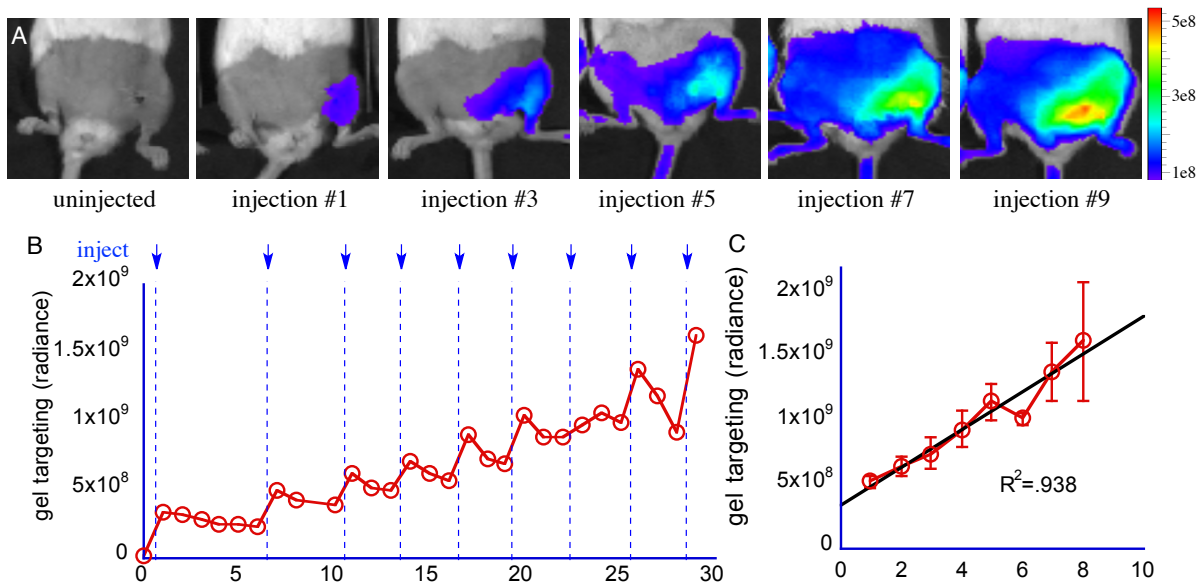 A
5e8
3e8
1e8
uninjected
injection #1
injection #3
injection #5
injection #7
injection #9
B
inject
gel targeting (radiance)
2x10⁹
1.5x10⁹
1x10⁹
5x10⁸
0
0 5 10 15 20 25 30
C
gel targeting (radiance)
2x10⁹
1.5x10⁹
1x10⁹
5x10⁸
0
R²=.938
0 2 4 6 8 10